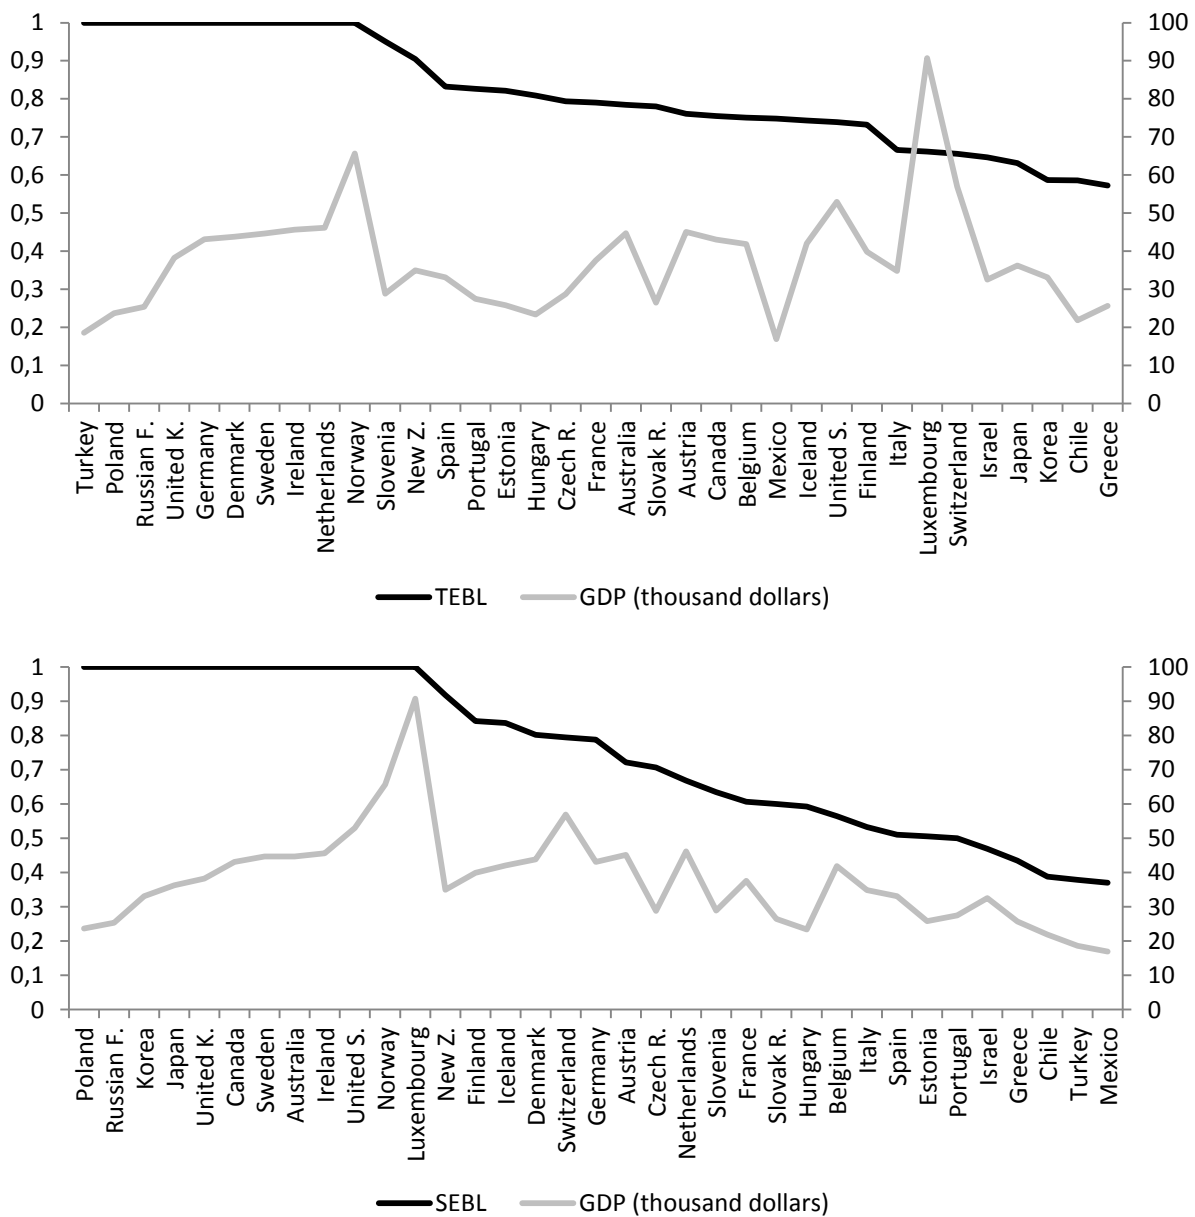 1
0,9
0,8
0,7
0,6
0,5
0,4
0,3
0,2
0,1
0
100
90
80
70
60
50
40
30
20
10
0
Turkey
Poland
Russian F.
United K.
Germany
Denmark
Sweden
Ireland
Netherlands
Norway
Slovenia
New Z.
Spain
Portugal
Estonia
Hungary
Czech R.
France
Australia
Slovak R.
Austria
Canada
Belgium
Mexico
Iceland
United S.
Finland
Italy
Luxembourg
Switzerland
Israel
Japan
Korea
Chile
Greece
TEBL
GDP (thousand dollars)
1
0,9
0,8
0,7
0,6
0,5
0,4
0,3
0,2
0,1
0
100
90
80
70
60
50
40
30
20
10
0
Poland
Russian F.
Korea
Japan
United K.
Canada
Sweden
Australia
Ireland
United S.
Norway
Luxembourg
New Z.
Finland
Iceland
Denmark
Switzerland
Germany
Austria
Czech R.
Netherlands
Slovenia
France
Slovak R.
Hungary
Belgium
Italy
Spain
Estonia
Portugal
Israel
Greece
Chile
Turkey
Mexico
SEBL
GDP (thousand dollars)